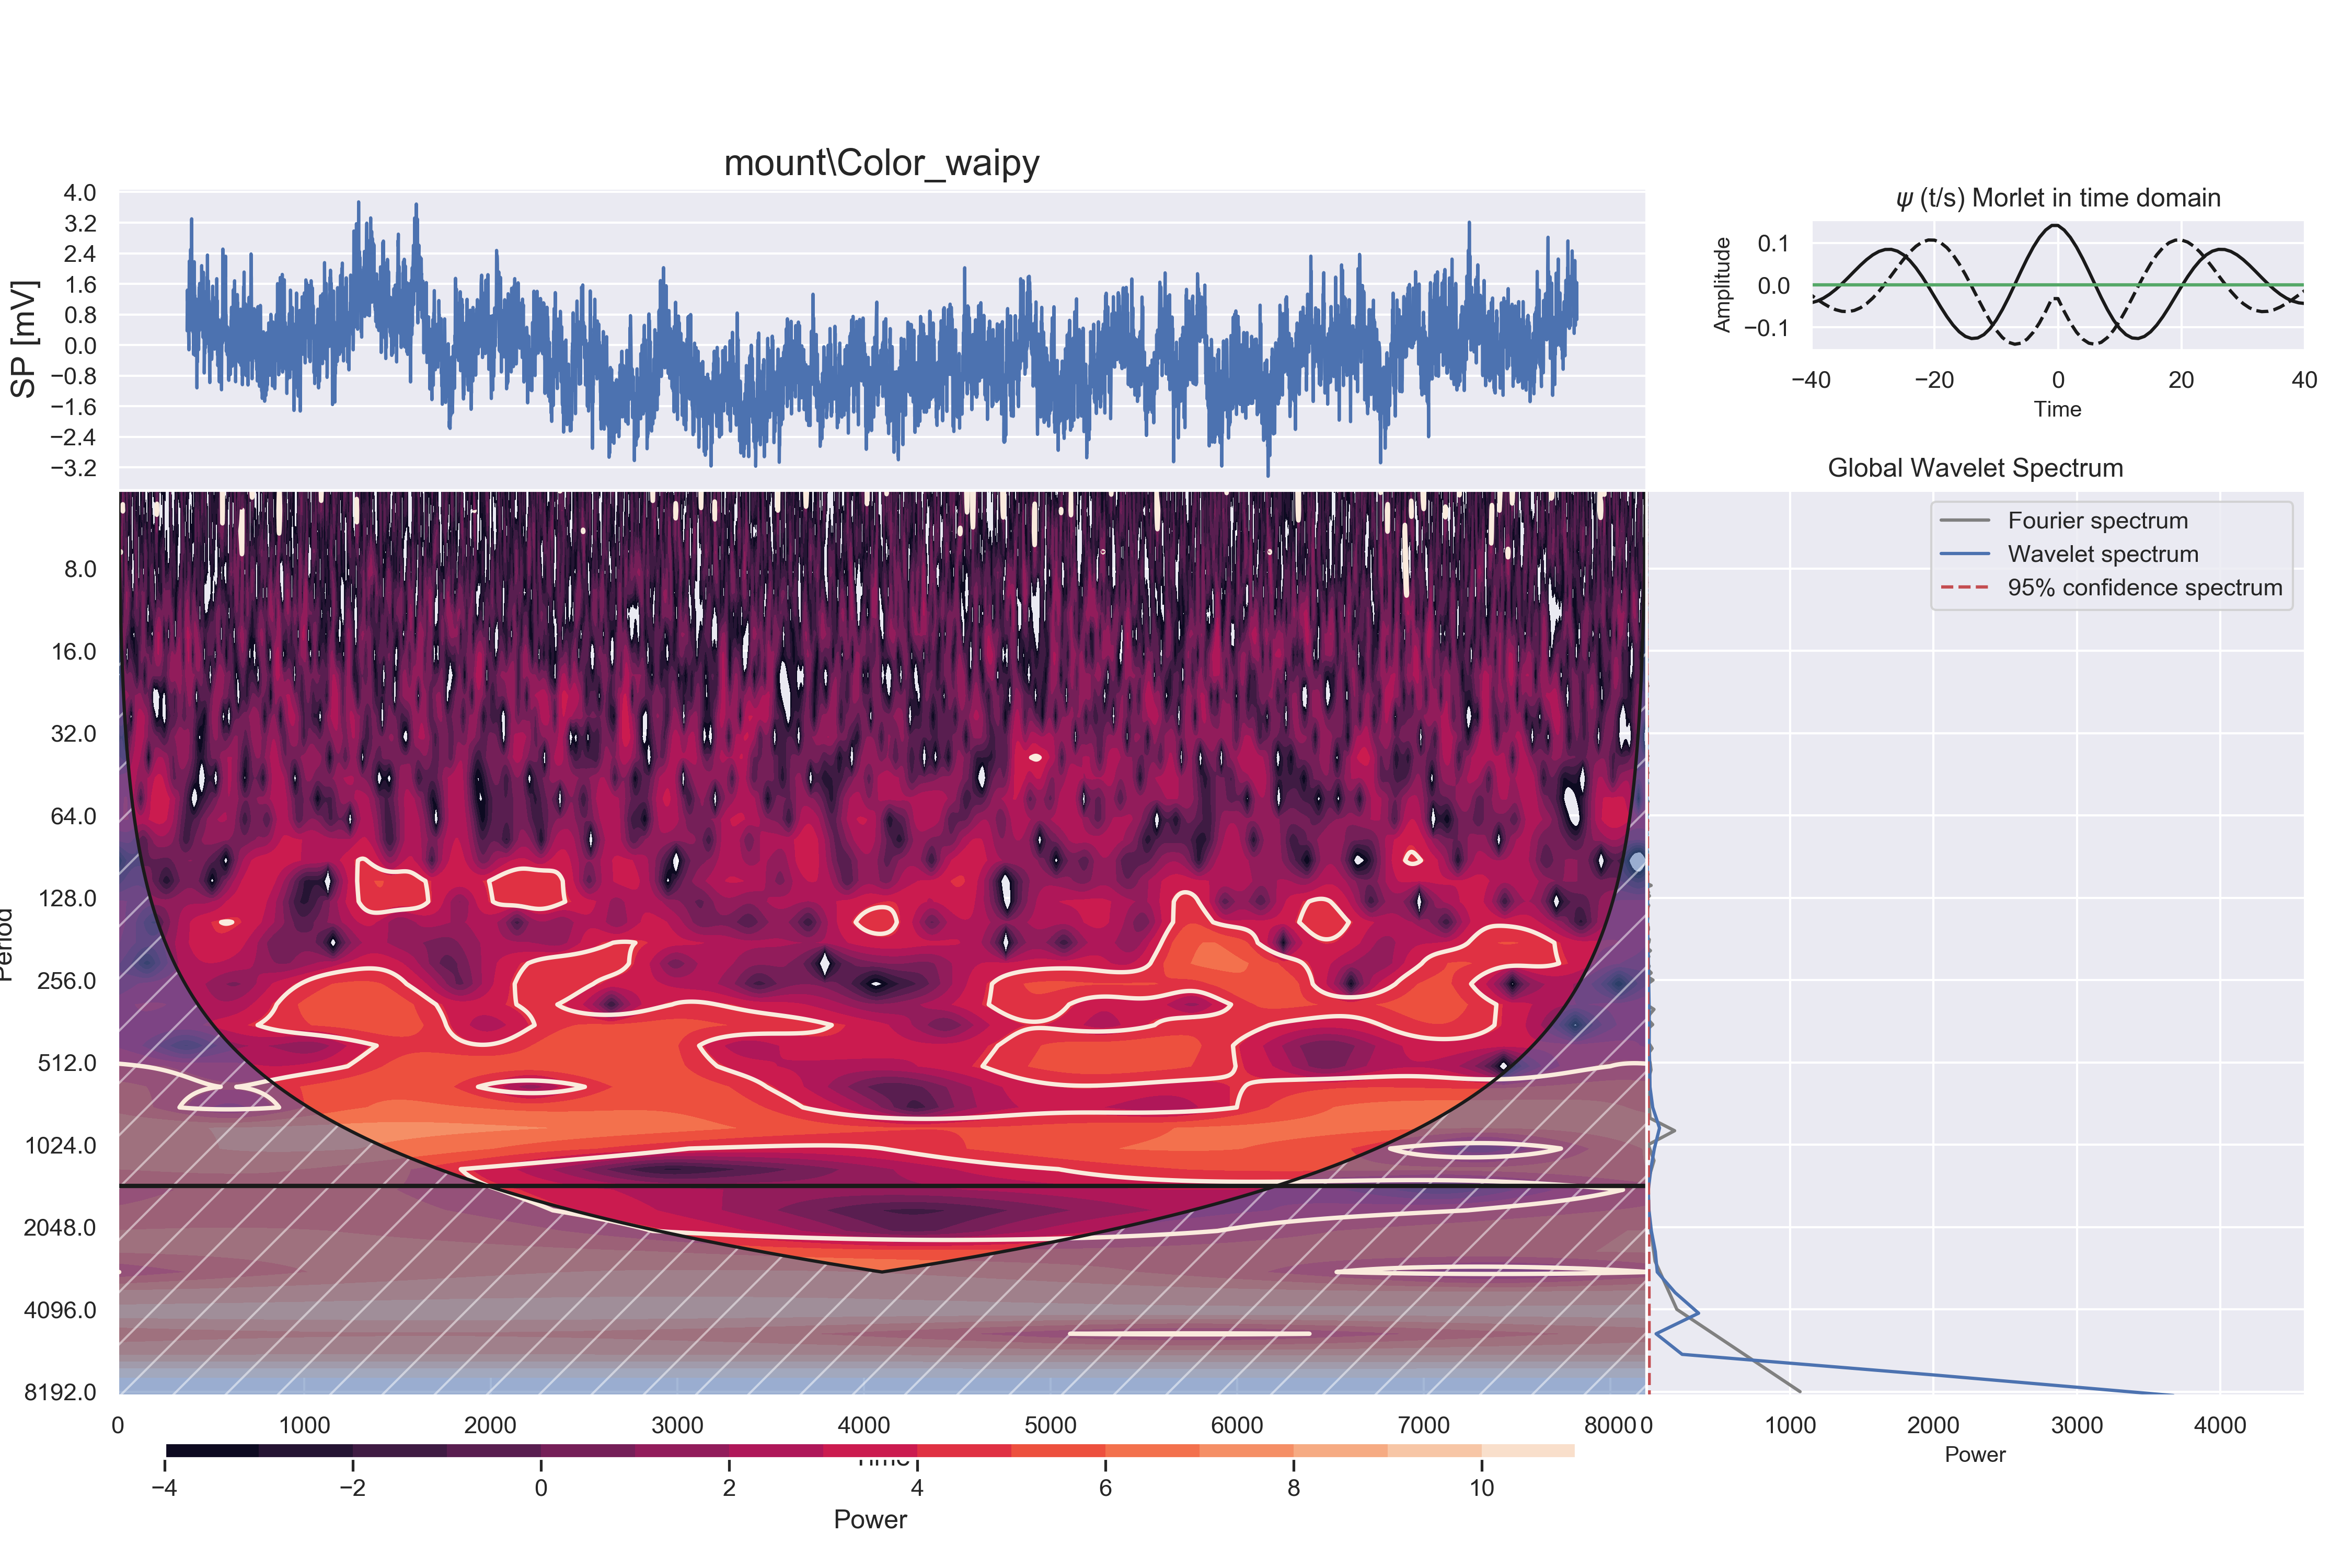 mount\Color_waipy
SP [mV]
4.0
3.2
2.4
1.6
0.8
0.0
−0.8
−1.6
−2.4
−3.2
ψ (t/s) Morlet in time domain
Amplitude
0.1
0.0
−0.1
−40 −20 0 20 40
Time
Global Wavelet Spectrum
Fourier spectrum
Wavelet spectrum
95% confidence spectrum
Period
8.0
16.0
32.0
64.0
128.0
256.0
512.0
1024.0
2048.0
4096.0
8192.0
0 1000 2000 3000 4000 5000 6000 7000 8000
0 1000 2000 3000 4000
Power
Time
−4 −2 0 2 4 6 8 10
Power